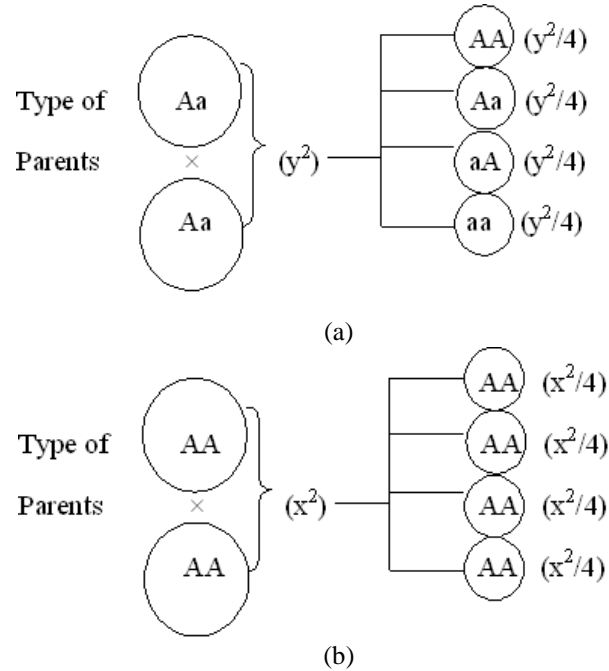 AA (y²/4)
Type of Aa Aa (y²/4)
Parents × (y²) aA (y²/4)
Aa aa (y²/4)
(a)
AA (x²/4)
Type of AA AA (x²/4)
Parents × (x²) AA (x²/4)
AA AA (x²/4)
(b)